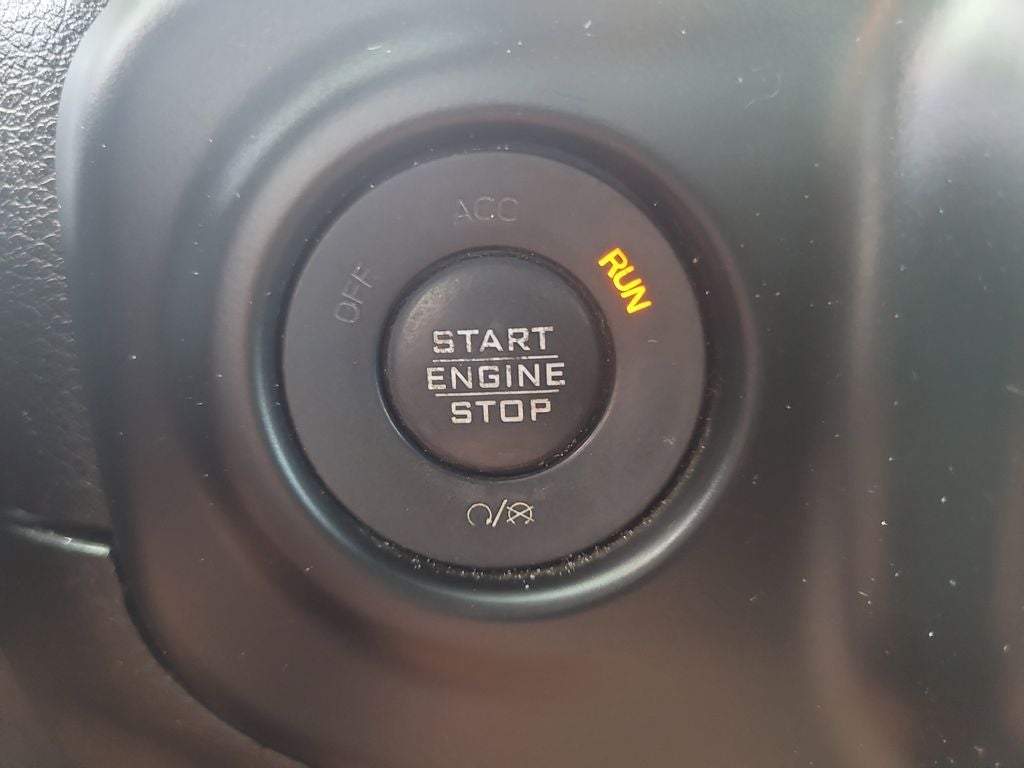 ACC
OFF
RUN
START
ENGINE
STOP